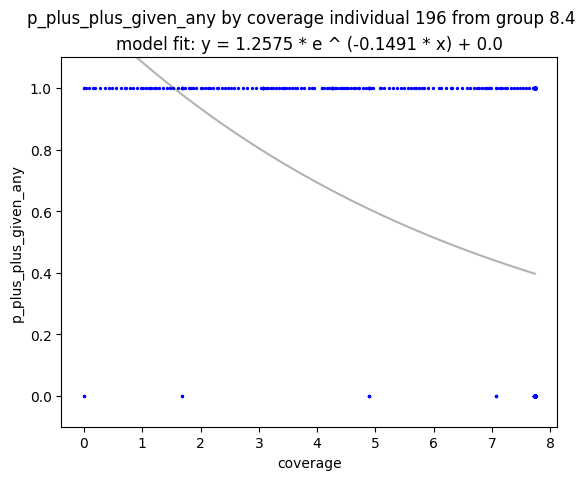 p_plus_plus_given_any by coverage individual 196 from group 8.4
model fit: y = 1.2575 * e ^ (-0.1491 * x) + 0.0
1.0
0.8
0.6
0.4
0.2
0.0
p_plus_plus_given_any
0 1 2 3 4 5 6 7 8
coverage